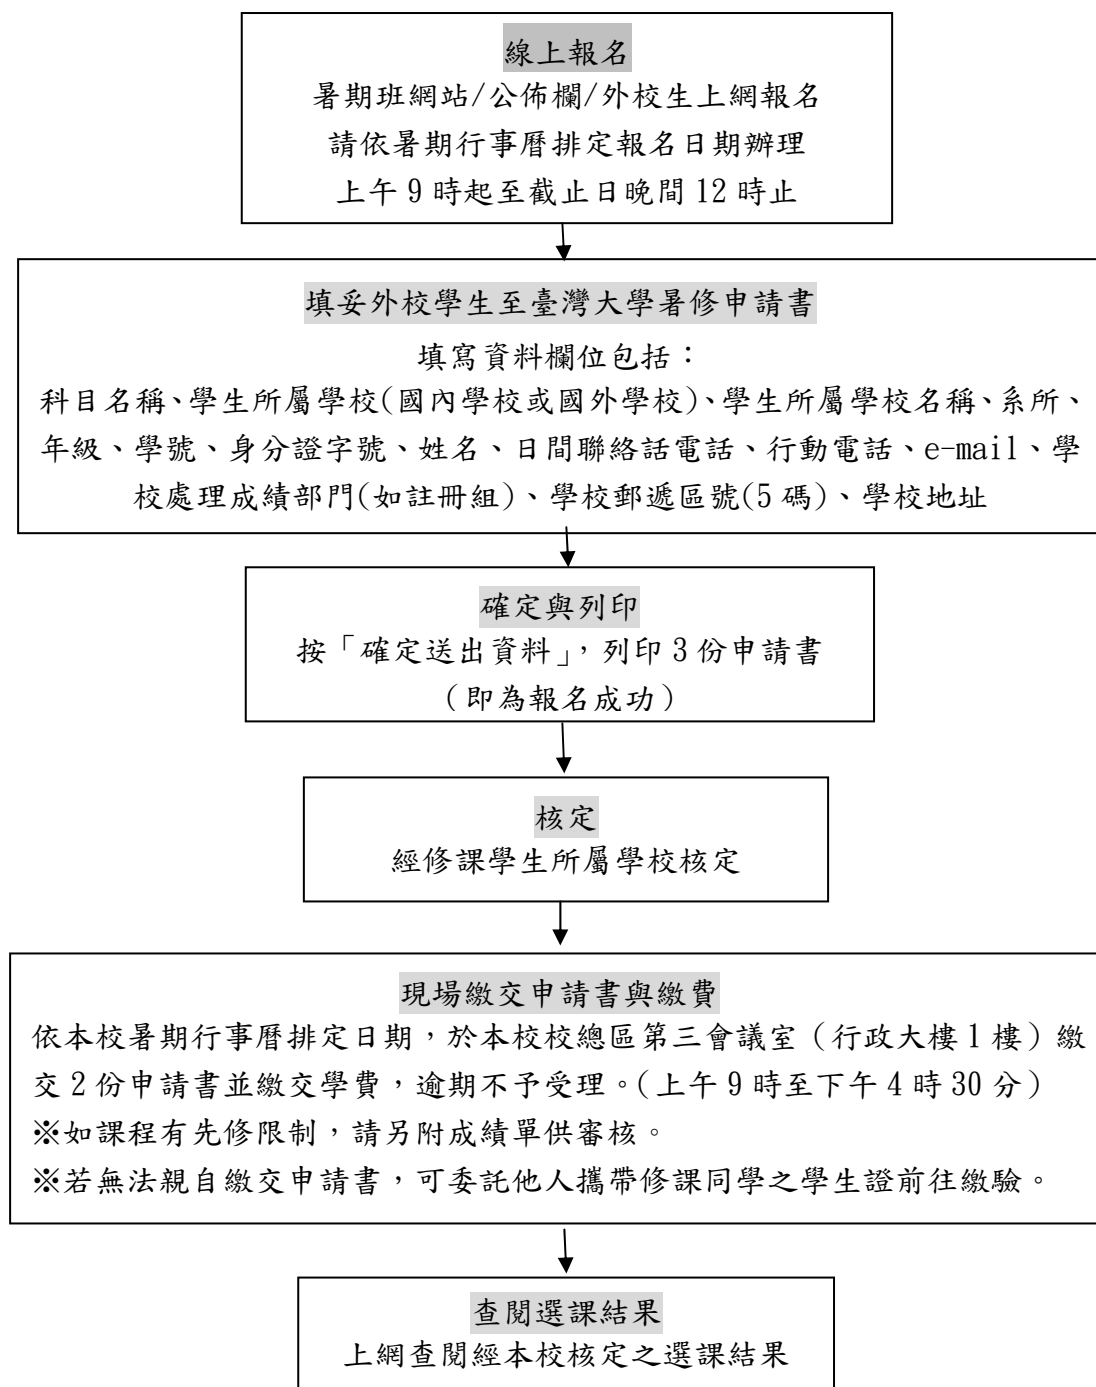 線上報名
暑期班網站/公佈欄/外校生上網報名
請依暑期行事曆排定報名日期辦理
上午 9 時起至截止日晚間 12 時止
填妥外校學生至臺灣大學暑修申請書
填寫資料欄位包括：
科目名稱、學生所屬學校(國內學校或國外學校)、學生所屬學校名稱、系所、
年級、學號、身分證字號、姓名、日間聯絡話電話、行動電話、e-mail、學
校處理成績部門(如註冊組)、學校郵遞區號(5 碼)、學校地址
確定與列印
按「確定送出資料」，列印 3 份申請書
（即為報名成功）
核定
經修課學生所屬學校核定
現場繳交申請書與繳費
依本校暑期行事曆排定日期，於本校校總區第三會議室（行政大樓 1 樓）繳
交 2 份申請書並繳交學費，逾期不予受理。(上午 9 時至下午 4 時 30 分）
※如課程有先修限制，請另附成績單供審核。
※若無法親自繳交申請書，可委託他人攜帶修課同學之學生證前往繳驗。
查閱選課結果
上網查閱經本校核定之選課結果